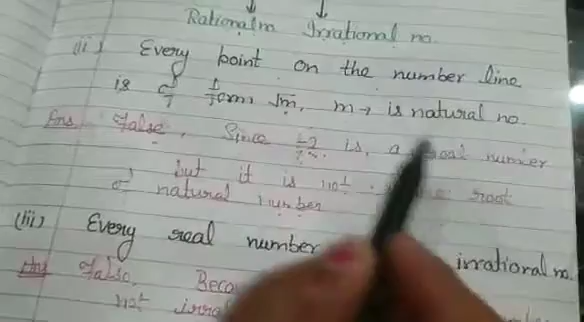 Rational no Irrational no.
(ii) Every point on the number line
is of form √m, m→ is natural no.
Ans False, Since is, a real number
but it is not root
of natural number
(iii) Every real number irrational no.
Ans False, Beca
not irra